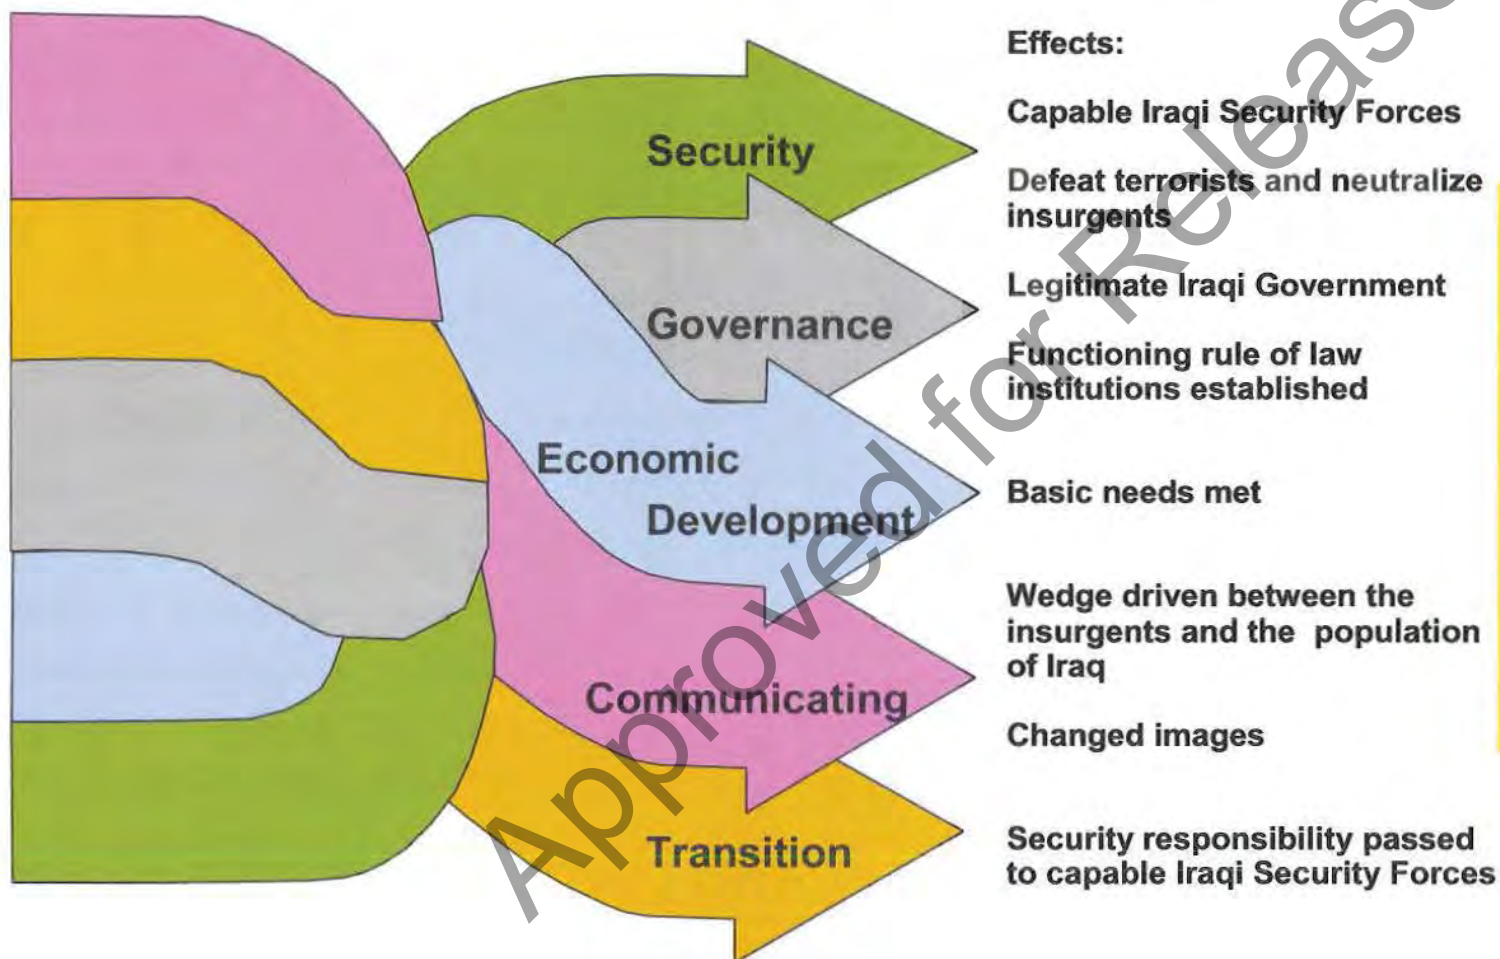 Effects:
Capable Iraqi Security Forces
Defeat terrorists and neutralize
insurgents
Legitimate Iraqi Government
Functioning rule of law
institutions established
Basic needs met
Wedge driven between the
insurgents and the population
of Iraq
Changed images
Security responsibility passed
to capable Iraqi Security Forces
Security
Governance
Economic
Development
Communicating
Transition
Approved for Release